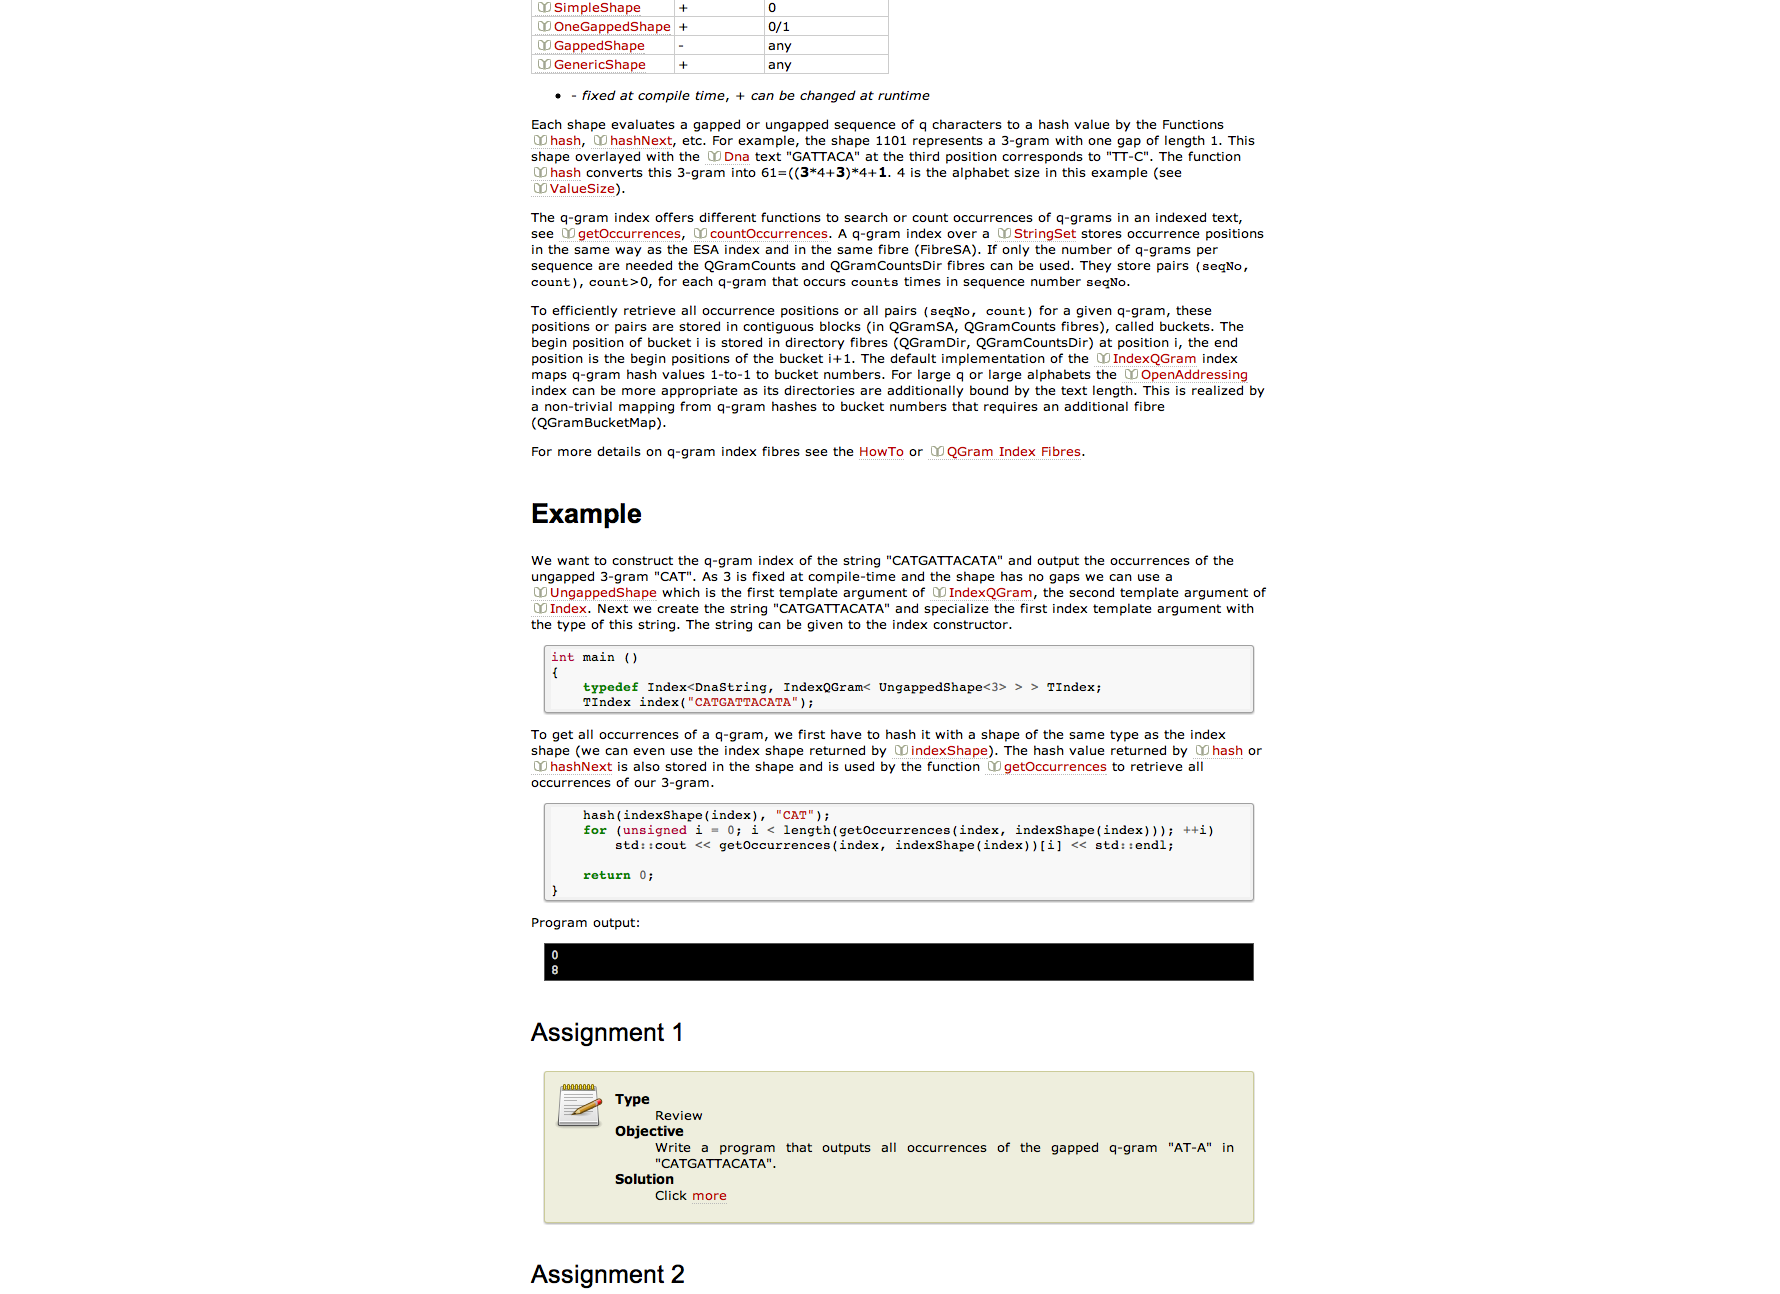 SimpleShape + 0
OneGappedShape + 0/1
GappedShape - any
GenericShape + any
• - fixed at compile time, + can be changed at runtime
Each shape evaluates a gapped or ungapped sequence of q characters to a hash value by the Functions
hash, hashNext, etc. For example, the shape 1101 represents a 3-gram with one gap of length 1. This
shape overlayed with the Dna text "GATTACA" at the third position corresponds to "TT-C". The function
hash converts this 3-gram into 61=((3*4+3)*4+1. 4 is the alphabet size in this example (see
ValueSize).
The q-gram index offers different functions to search or count occurrences of q-grams in an indexed text,
see getOccurrences, countOccurrences. A q-gram index over a StringSet stores occurrence positions
in the same way as the ESA index and in the same fibre (FibreSA). If only the number of q-grams per
sequence are needed the QGramCounts and QGramCountsDir fibres can be used. They store pairs (seqNo,
count), count>0, for each q-gram that occurs counts times in sequence number seqNo.
To efficiently retrieve all occurrence positions or all pairs (seqNo, count) for a given q-gram, these
positions or pairs are stored in contiguous blocks (in QGramSA, QGramCounts fibres), called buckets. The
begin position of bucket i is stored in directory fibres (QGramDir, QGramCountsDir) at position i, the end
position is the begin positions of the bucket i+1. The default implementation of the IndexQGram index
maps q-gram hash values 1-to-1 to bucket numbers. For large q or large alphabets the OpenAddressing
index can be more appropriate as its directories are additionally bound by the text length. This is realized by
a non-trivial mapping from q-gram hashes to bucket numbers that requires an additional fibre
(QGramBucketMap).
For more details on q-gram index fibres see the HowTo or QGram Index Fibres.
Example
We want to construct the q-gram index of the string "CATGATTACATA" and output the occurrences of the
ungapped 3-gram "CAT". As 3 is fixed at compile-time and the shape has no gaps we can use a
UngappedShape which is the first template argument of IndexQGram, the second template argument of
Index. Next we create the string "CATGATTACATA" and specialize the first index template argument with
the type of this string. The string can be given to the index constructor.
int main ()
{
    typedef Index<DnaString, IndexQGram< UngappedShape<3> > > TIndex;
    TIndex index("CATGATTACATA");
To get all occurrences of a q-gram, we first have to hash it with a shape of the same type as the index
shape (we can even use the index shape returned by indexShape). The hash value returned by hash or
hashNext is also stored in the shape and is used by the function getOccurrences to retrieve all
occurrences of our 3-gram.
    hash(indexShape(index), "CAT");
    for (unsigned i = 0; i < length(getOccurrences(index, indexShape(index))); ++i)
        std::cout << getOccurrences(index, indexShape(index))[i] << std::endl;
    return 0;
}
Program output:
0
8
Assignment 1
Type
Review
Objective
Write a program that outputs all occurrences of the gapped q-gram "AT-A" in
"CATGATTACATA".
Solution
Click more
Assignment 2